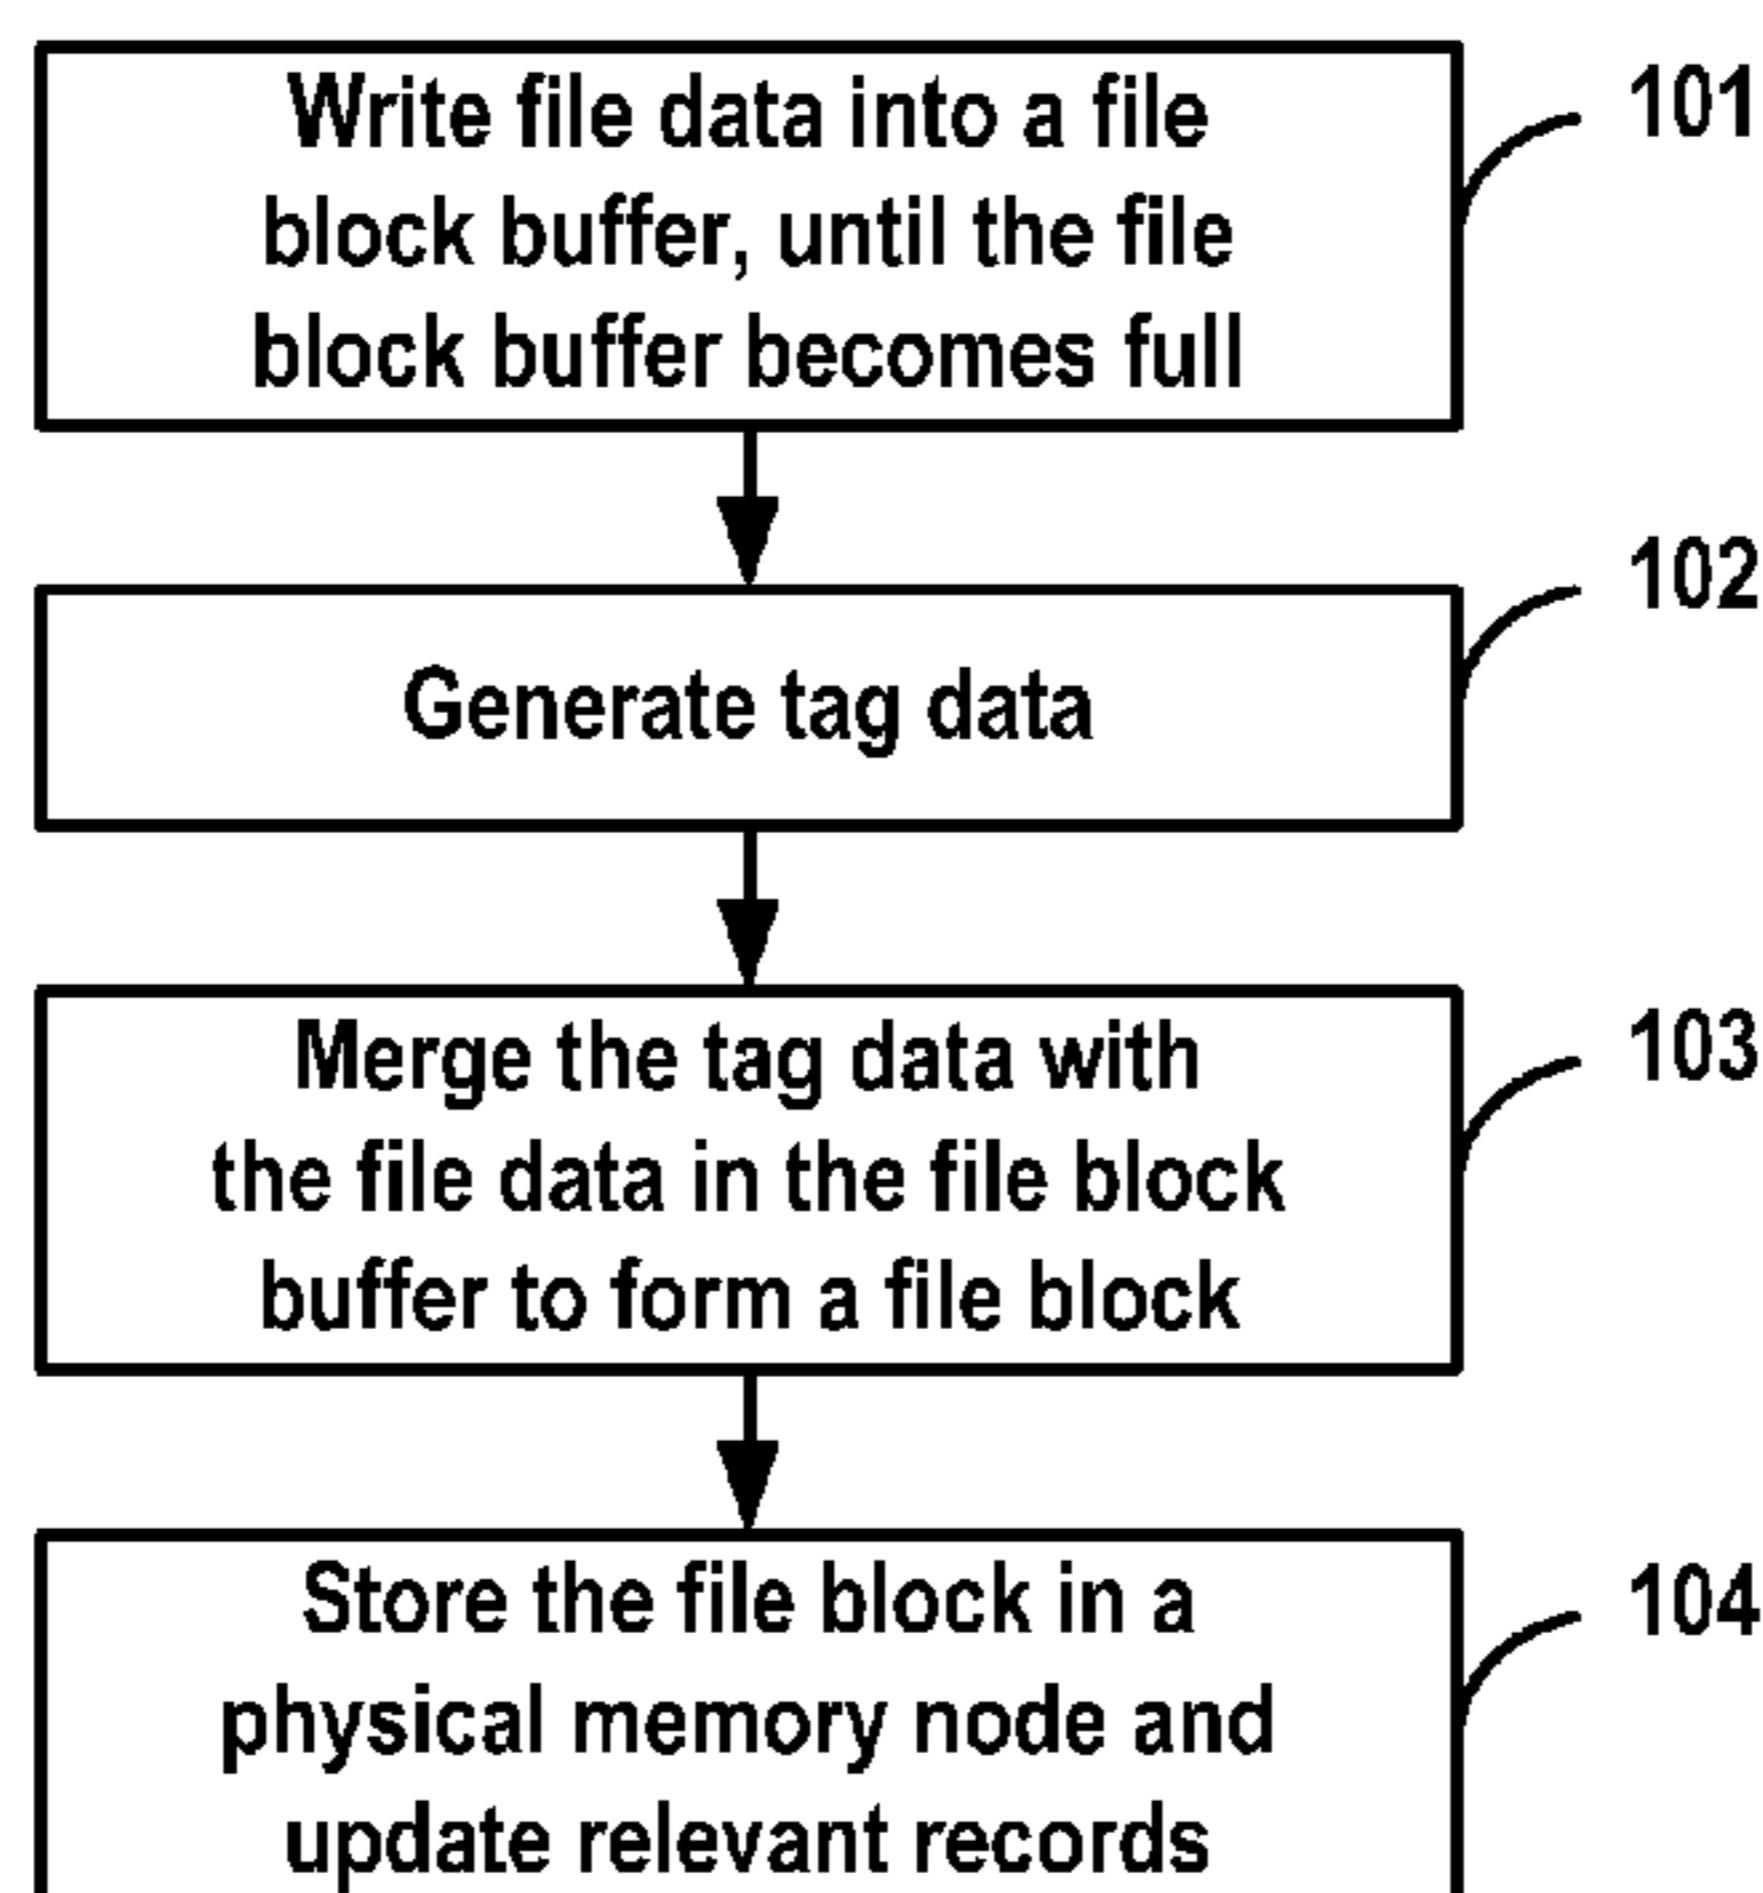 Write file data into a file
block buffer, until the file
block buffer becomes full
101
Generate tag data
102
Merge the tag data with
the file data in the file block
buffer to form a file block
103
Store the file block in a
physical memory node and
update relevant records
104